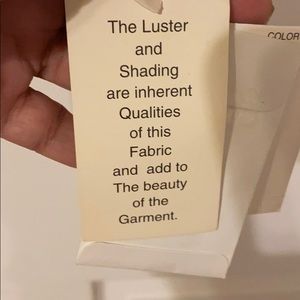 The Luster
and
Shading
are inherent
Qualities
of this
Fabric
and add to
The beauty
of the
Garment.
COLOR